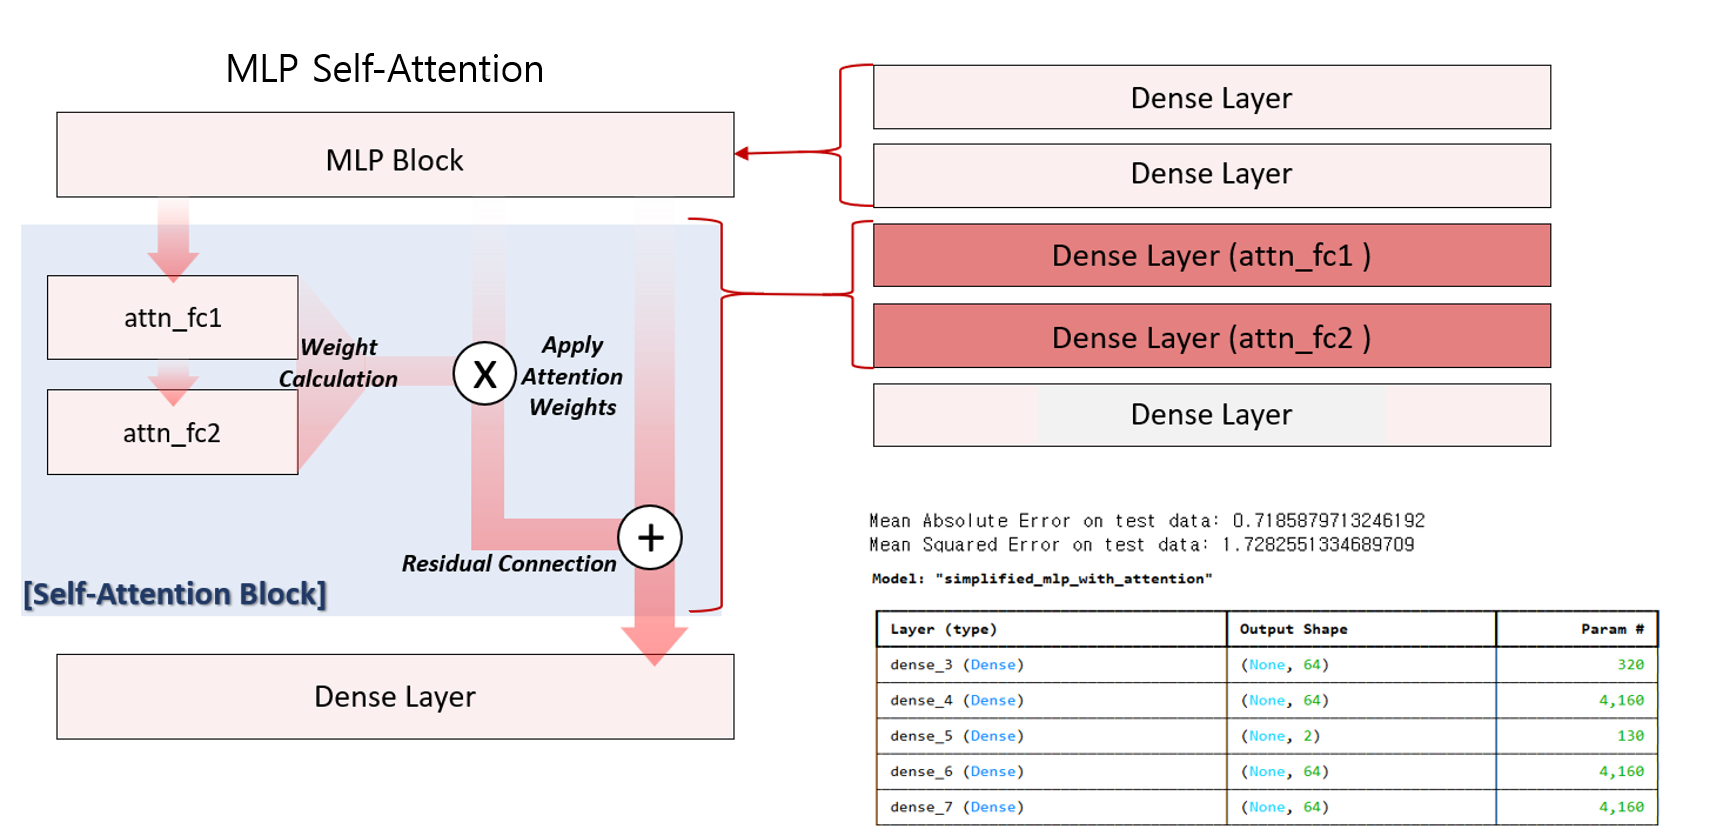 MLP Self-Attention
MLP Block
attn_fc1
attn_fc2
Weight
Calculation
X
Apply
Attention
Weights
+
Residual Connection
[Self-Attention Block]
Dense Layer
Dense Layer
Dense Layer
Dense Layer (attn_fc1 )
Dense Layer (attn_fc2 )
Dense Layer
Mean Absolute Error on test data: 0.7185879713246192
Mean Squared Error on test data: 1.7282551334689709
Model: "simplified_mlp_with_attention"
Layer (type) Output Shape Param #
dense_3 (Dense) (None, 64) 320
dense_4 (Dense) (None, 64) 4,160
dense_5 (Dense) (None, 2) 130
dense_6 (Dense) (None, 64) 4,160
dense_7 (Dense) (None, 64) 4,160